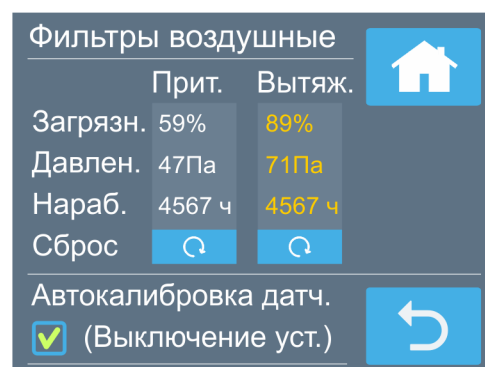 Фильтры воздушные
Прит. Вытяж.
Загрязн. 59% 89%
Давлен. 47Па 71Па
Нараб. 4567 ч 4567 ч
Сброс
Автокалибровка датч.
(Выключение уст.)